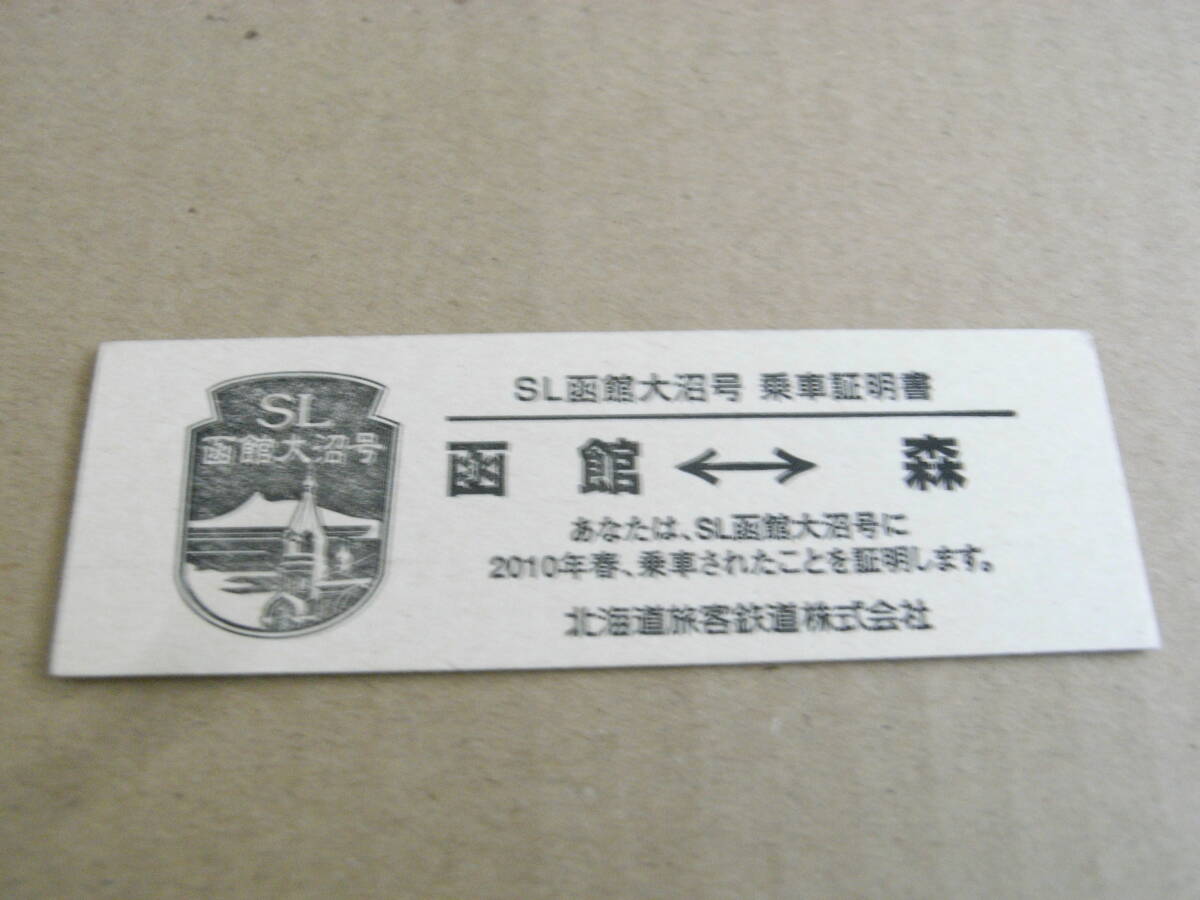 SL
函館大沼号
SL函館大沼号 乗車証明書
函 館 ↔ 森
あなたは、SL函館大沼号に
2010年春、乗車されたことを証明します。
北海道旅客鉄道株式会社